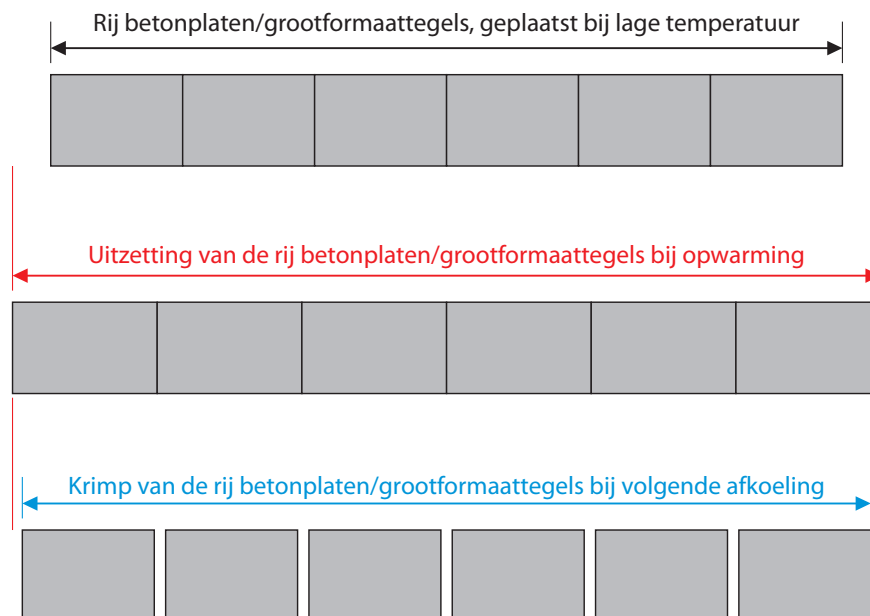 Rij betonplaten/grootformaattegels, geplaatst bij lage temperatuur
Uitzetting van de rij betonplaten/grootformaattegels bij opwarming
Krimp van de rij betonplaten/grootformaattegels bij volgende afkoeling